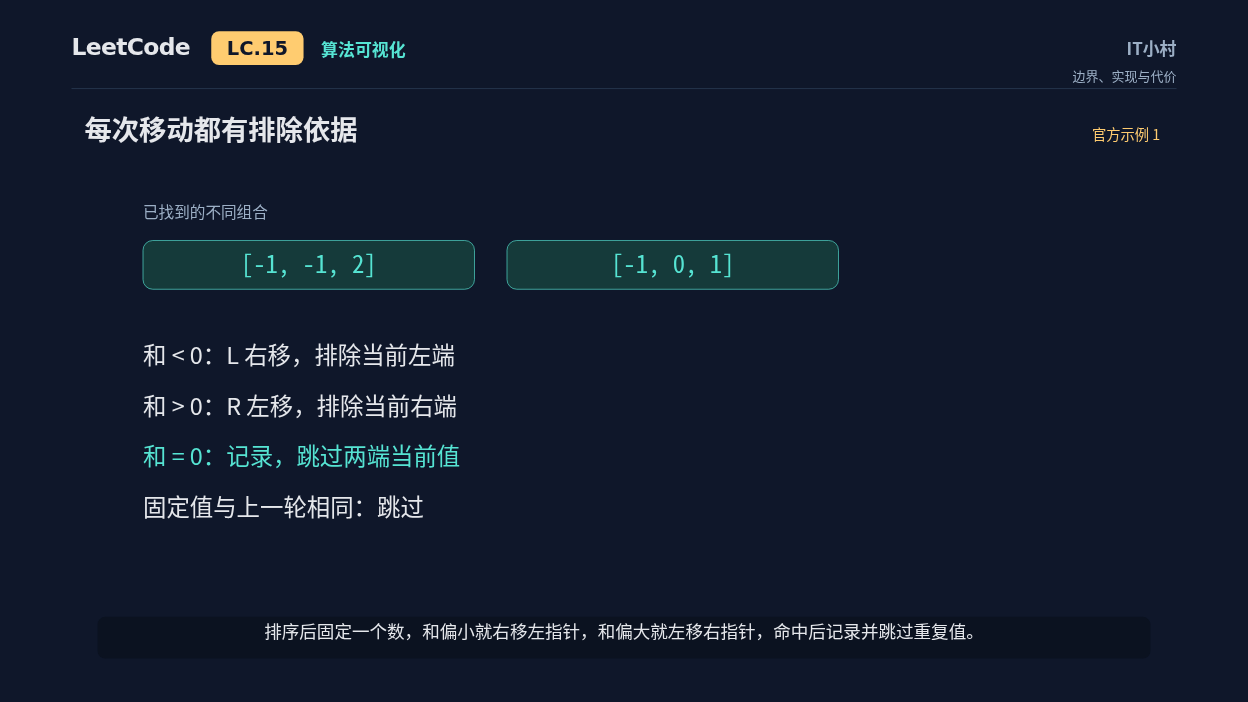 LeetCode LC.15 算法可视化
IT小村
边界、实现与代价
每次移动都有排除依据
官方示例 1
已找到的不同组合
[-1, -1, 2] [-1, 0, 1]
和 < 0：L 右移，排除当前左端
和 > 0：R 左移，排除当前右端
和 = 0：记录，跳过两端当前值
固定值与上一轮相同：跳过
排序后固定一个数，和偏小就右移左指针，和偏大就左移右指针，命中后记录并跳过重复值。